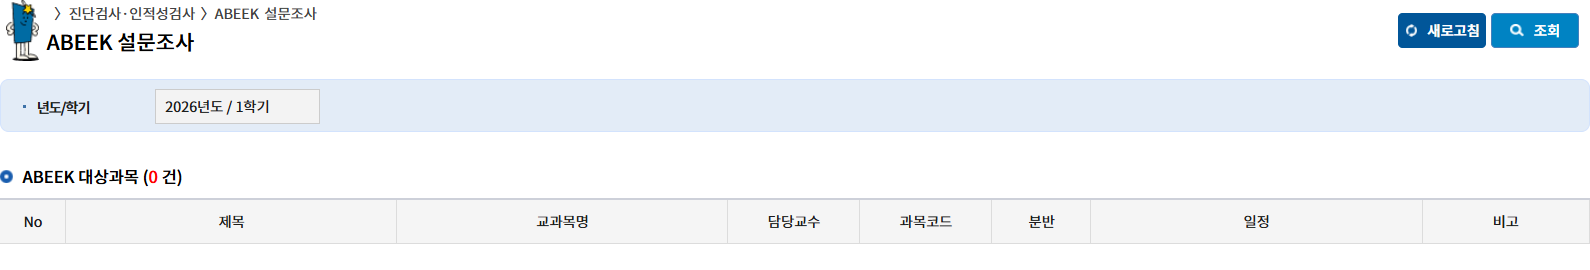 〉 진단검사·인적성검사 〉 ABEEK 설문조사
ABEEK 설문조사
새로고침 조회
년도/학기 2026년도 / 1학기
ABEEK 대상과목 (0 건)
No 제목 교과목명 담당교수 과목코드 분반 일정 비고